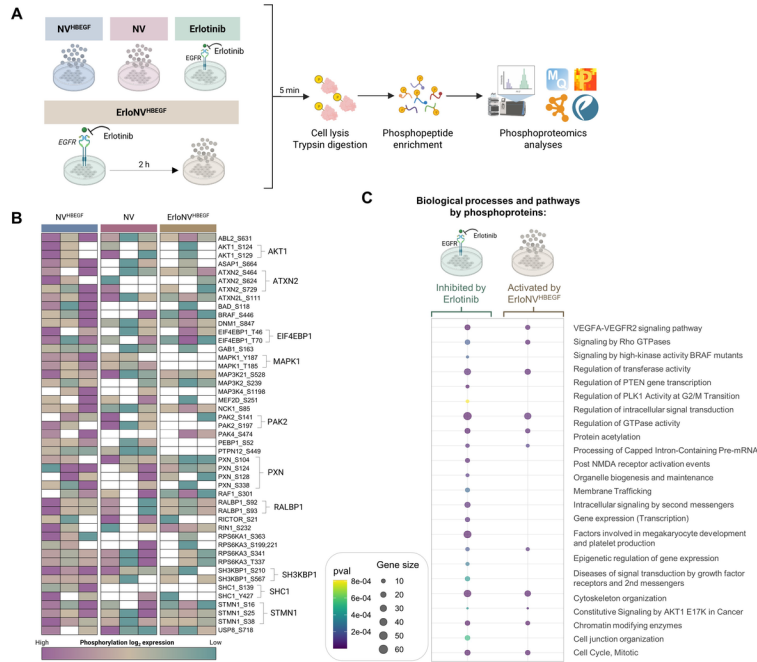 A
NV^HBEGF
NV
Erlotinib
Erlotinib
EGFR
ErloNV^HBEGF
EGFR
Erlotinib
2 h
5 min
Cell lysis
Trypsin digestion
Phosphopeptide
enrichment
MQ
P
Phosphoproteomics
analyses
B
NV^HBEGF
NV
ErloNV^HBEGF
ABL2_S631
AKT1_S124
AKT1_S129
AKT1
ASAP1_S664
ATXN2_S464
ATXN2_S624
ATXN2_S729
ATXN2
ATXN2L_S111
BAD_S118
BRAF_S446
DNM1_S847
EIF4EBP1_T46
EIF4EBP1_T70
EIF4EBP1
GAB1_S163
MAPK1_Y187
MAPK1_T185
MAPK1
MAP3K21_S528
MAP3K2_S239
MAP3K4_S1198
MEF2D_S251
NCK1_S85
PAK2_S141
PAK2_S197
PAK2
PAK4_S474
PEBP1_S52
PTPN12_S449
PXN_S104
PXN_S124
PXN_S128
PXN_S338
PXN
RAF1_S301
RALBP1_S92
RALBP1_S93
RALBP1
RICTOR_S21
RIN1_S232
RPS6KA1_S363
RPS6KA3_S199;221
RPS6KA3_S341
RPS6KA3_T337
SH3KBP1_S210
SH3KBP1_S567
SH3KBP1
SHC1_S139
SHC1_Y427
SHC1
STMN1_S16
STMN1_S25
STMN1_S38
STMN1
USP8_S718
High
Phosphorylation log₂ expression
Low
C
Biological processes and pathways
by phosphoproteins:
EGFR
Erlotinib
Inhibited by
Erlotinib
Activated by
ErloNV^HBEGF
VEGFA-VEGFR2 signaling pathway
Signaling by Rho GTPases
Signaling by high-kinase activity BRAF mutants
Regulation of transferase activity
Regulation of PTEN gene transcription
Regulation of PLK1 Activity at G2/M Transition
Regulation of intracellular signal transduction
Regulation of GTPase activity
Protein acetylation
Processing of Capped Intron-Containing Pre-mRNA
Post NMDA receptor activation events
Organelle biogenesis and maintenance
Membrane Trafficking
Intracellular signaling by second messengers
Gene expression (Transcription)
Factors involved in megakaryocyte development
and platelet production
Epigenetic regulation of gene expression
Diseases of signal transduction by growth factor
receptors and 2nd messengers
Cytoskeleton organization
Constitutive Signaling by AKT1 E17K in Cancer
Chromatin modifying enzymes
Cell junction organization
Cell Cycle, Mitotic
pval
8e-04
6e-04
4e-04
2e-04
Gene size
10
20
30
40
50
60